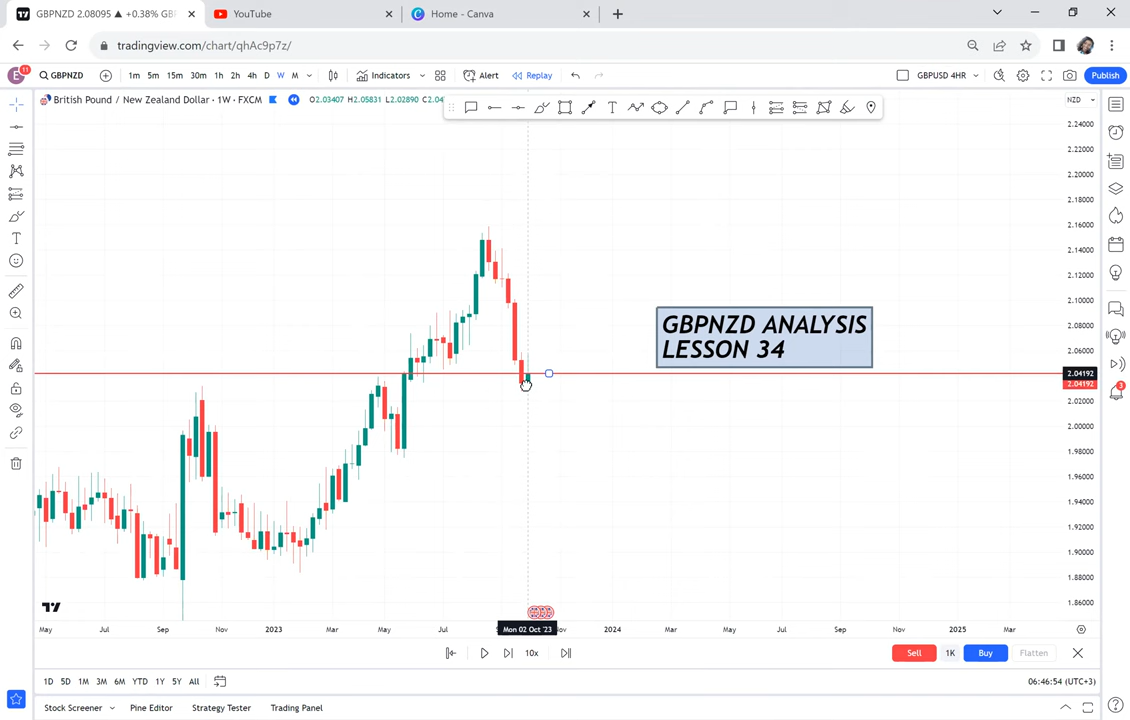 GBPNZD 2.08095 ▲ +0.38% GBP
YouTube
Home - Canva
tradingview.com/chart/qhAc9p7z/
E 11 GBPNZD 1m 5m 15m 30m 1h 2h 4h D W M Indicators Alert Replay GBPUSD 4HR Publish
British Pound / New Zealand Dollar · 1W · FXCM O2.03407 H2.05831 L2.02890 NZD
2.24000
2.22000
2.20000
2.18000
2.16000
2.14000
2.12000
2.10000
2.08000
2.06000
2.04192
2.04192
2.02000
2.00000
1.98000
1.96000
1.94000
1.92000
1.90000
1.88000
1.86000
GBPNZD ANALYSIS
LESSON 34
May Jul Sep Nov 2023 Mar May Jul Mon 02 Oct '23 2024 Mar May Jul Sep Nov 2025 Mar
10x Sell 1K Buy Flatten
1D 5D 1M 3M 6M YTD 1Y 5Y All 06:46:54 (UTC+3)
Stock Screener Pine Editor Strategy Tester Trading Panel
3